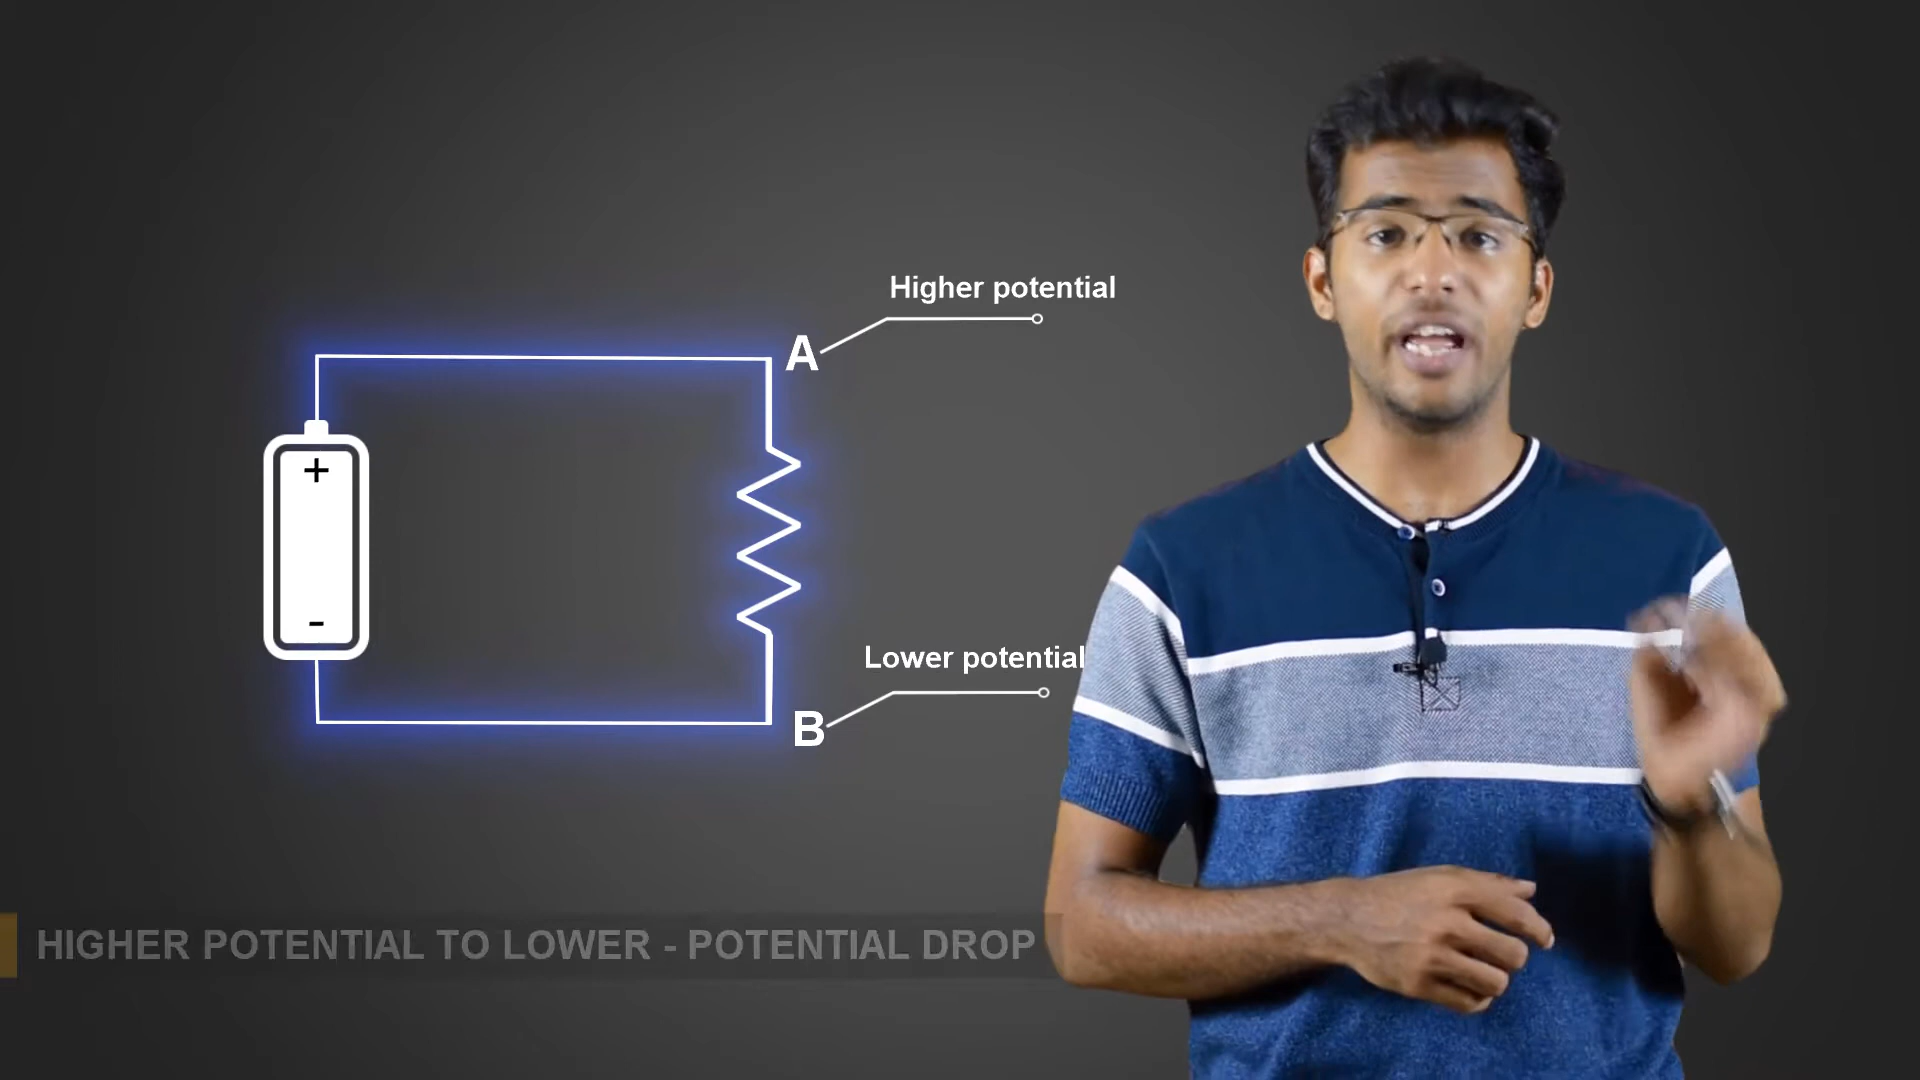 Higher potential
A
+
-
Lower potential
B
HIGHER POTENTIAL TO LOWER - POTENTIAL DROP